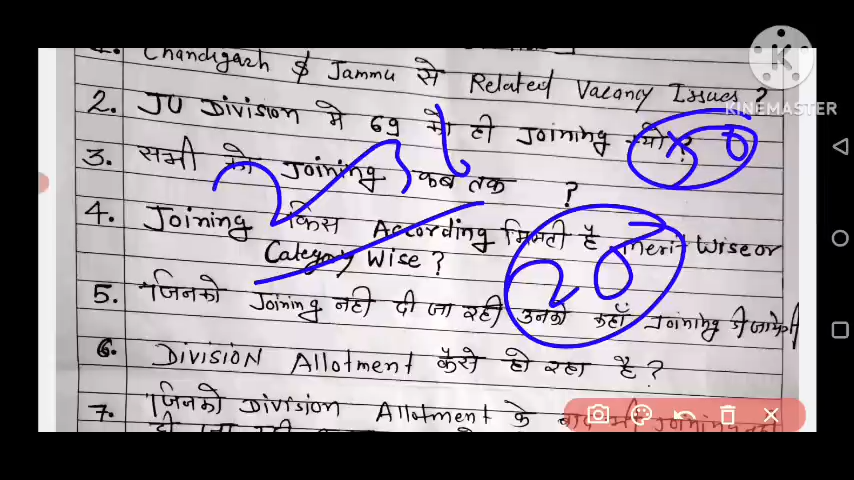 Chandigarh & Jammu से Related Vacancy Issues?
KINEMASTER
2. JU Division मे 69 को ही Joining क्यो?
3. सभी को Joining कब तक ?
4. Joining किस According मिलती है Merit Wise or
Category Wise?
5. जिनको Joining नही दी जा रही उनको कहाँ Joining दी जायेगी
6. DIVISION Allotment कैसे हो रहा है?
7. जिनको Division Allotment के बाद भी Joining नही